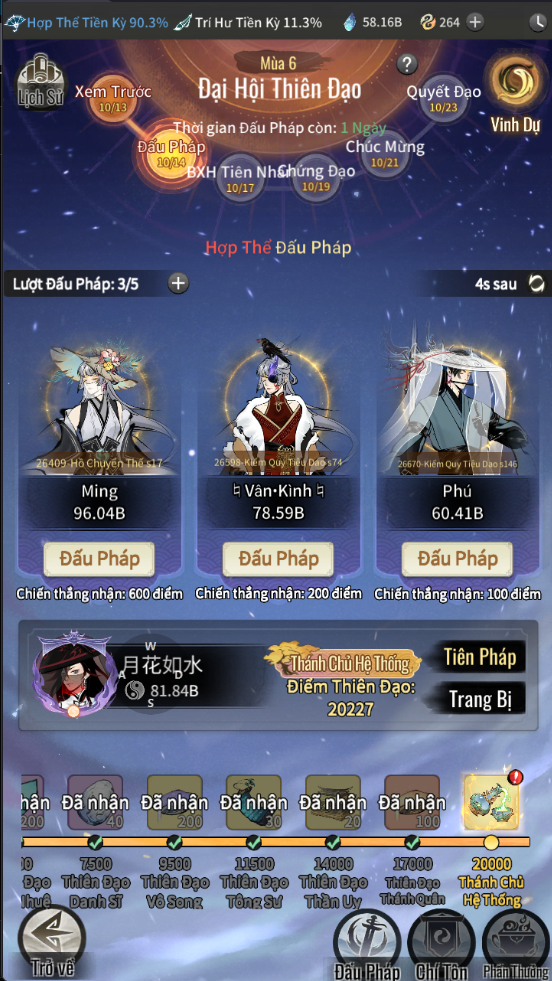 Hợp Thể Tiền Kỳ 90.3%
Trí Hư Tiền Kỳ 11.3%
58.16B
264
Lịch Sử
Mùa 6
Đại Hội Thiên Đạo
?
Vinh Dự
Xem Trước
10/13
Quyết Đạo
10/23
Thời gian Đấu Pháp còn: 1 Ngày
Đấu Pháp
10/14
Chúc Mừng
10/21
BXH Tiên Nhân
10/17
Chứng Đạo
10/19
Hợp Thể Đấu Pháp
Lượt Đấu Pháp: 3/5
4s sau
26409-Hồ Chuyển Thế s17
26598-Kiếm Quy Tiêu Dao s74
26670-Kiếm Quy Tiêu Dao s146
Ming
96.04B
♮ Vân•Kình ♮
78.59B
Phú
60.41B
Đấu Pháp
Đấu Pháp
Đấu Pháp
Chiến thắng nhận: 600 điểm
Chiến thắng nhận: 200 điểm
Chiến thắng nhận: 100 điểm
W
A
D
S
月花如水
81.84B
Thánh Chủ Hệ Thống
Điểm Thiên Đạo:
20227
Tiên Pháp
Trang Bị
hận
200
Đã nhận
40
Đã nhận
200
Đã nhận
30
Đã nhận
20
Đã nhận
100
!
7500
Thiên Đạo
Danh Sĩ
9500
Thiên Đạo
Vô Song
11500
Thiên Đạo
Tông Sư
14000
Thiên Đạo
Thần Uy
17000
Thiên Đạo
Thánh Quân
20000
Thánh Chủ
Hệ Thống
Trở về
Đấu Pháp
Chí Tôn
Phần Thưởng